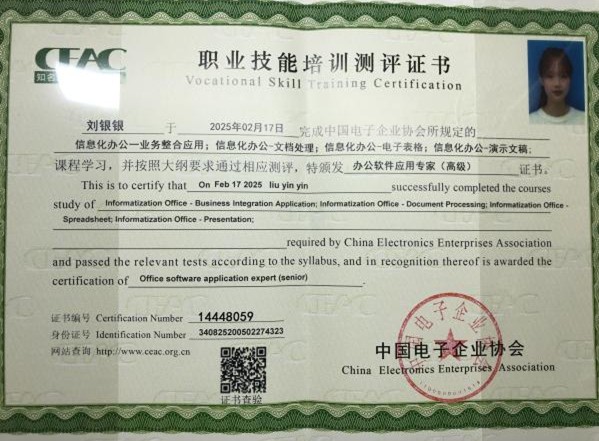 CEAC
知名
职业技能培训测评证书
Vocational Skill Training Certification
刘银银 于 2025年02月17日 完成中国电子企业协会所规定的
信息化办公—业务整合应用；信息化办公-文档处理；信息化办公-电子表格；信息化办公-演示文稿;
课程学习，并按照大纲要求通过相应测评，特颁发 办公软件应用专家（高级） 证书。
This is to certify that On Feb 17 2025 liu yin yin successfully completed the courses
study of Informatization Office - Business Integration Application; Informatization Office - Document Processing; Informatization Office -
Spreadsheet; Informatization Office - Presentation;
required by China Electronics Enterprises Association
and passed the relevant tests according to the syllabus, and in recognition thereof is awarded the
certification of Office software application expert (senior)
证书编号 Certification Number 14448059
身份证号 Identification Number 340825200502274323
网站查询 http://www.ceac.org.cn
证书查验
中国电子企业协会
China Electronics Enterprises Association
中国电子企业协会